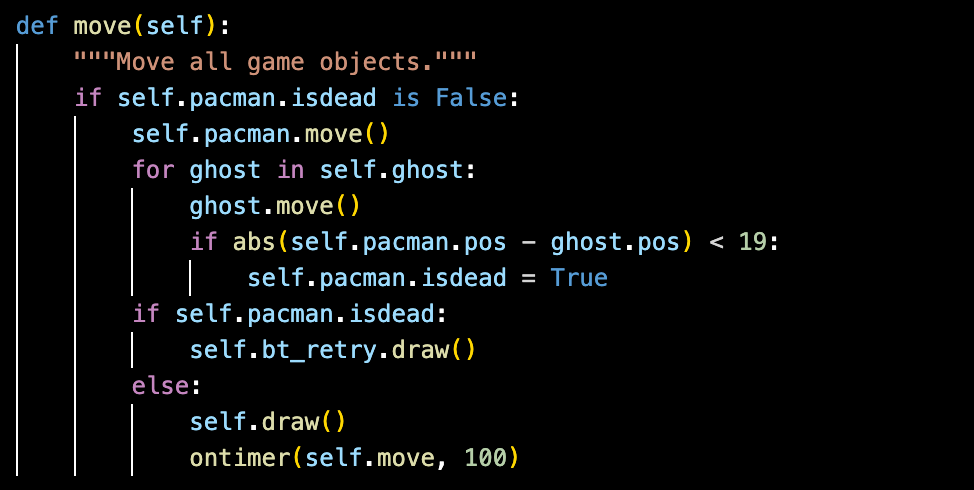 def move(self):
    """Move all game objects."""
    if self.pacman.isdead is False:
        self.pacman.move()
        for ghost in self.ghost:
            ghost.move()
            if abs(self.pacman.pos - ghost.pos) < 19:
                self.pacman.isdead = True
        if self.pacman.isdead:
            self.bt_retry.draw()
        else:
            self.draw()
            ontimer(self.move, 100)